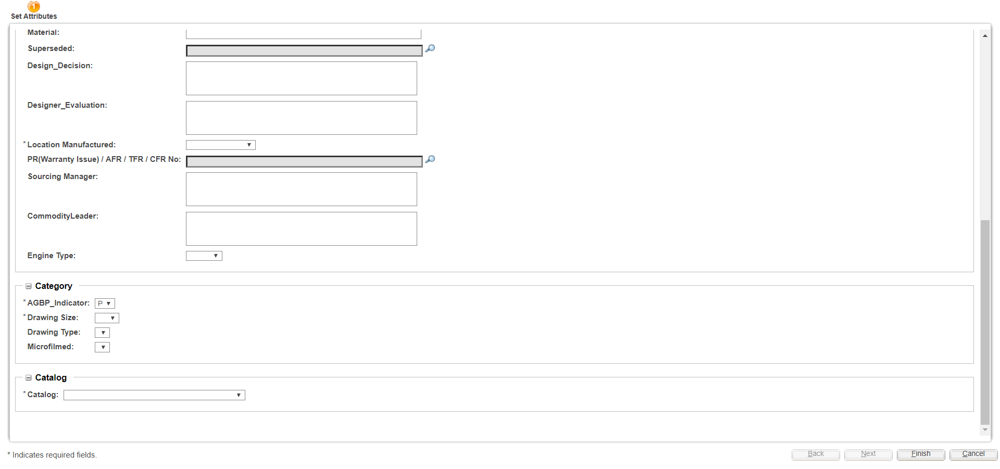 1
Set Attributes
Material:
Superseded:
Design_Decision:
Designer_Evaluation:
*Location Manufactured:
PR(Warranty Issue) / AFR / TFR / CFR No:
Sourcing Manager:
CommodityLeader:
Engine Type:
Category
*AGBP_Indicator: P
*Drawing Size:
Drawing Type:
Microfilmed:
Catalog
*Catalog:
* Indicates required fields.
Back Next Finish Cancel